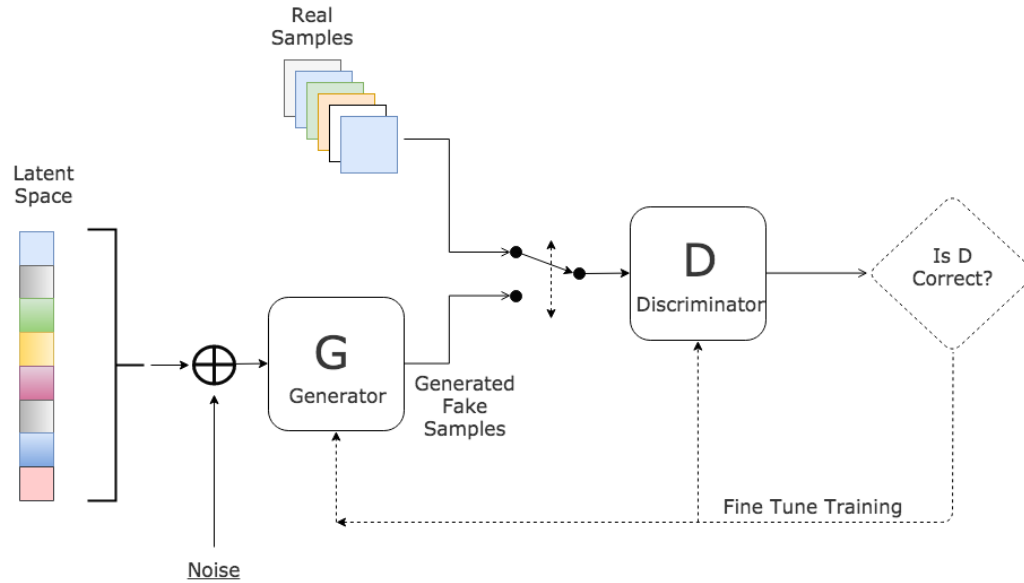 Real
Samples
Latent
Space
D
Discriminator
Is D
Correct?
G
Generator
Generated
Fake
Samples
Fine Tune Training
Noise